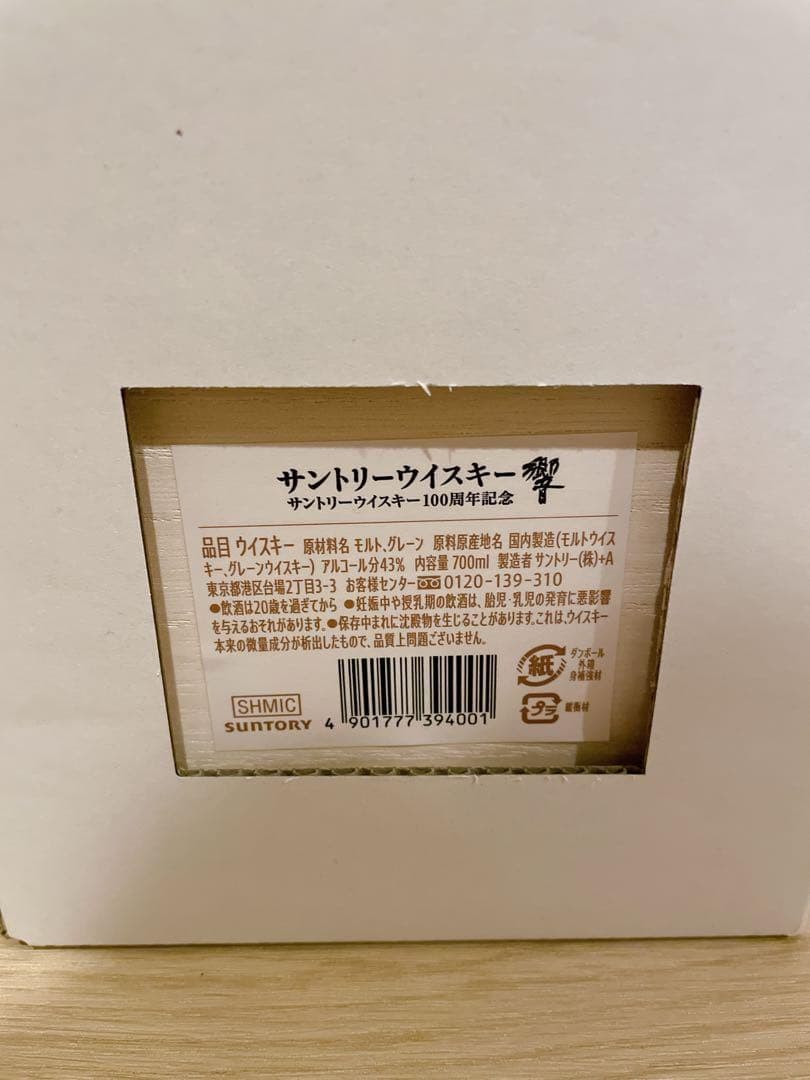 サントリーウイスキー 響
サントリーウイスキー100周年記念
品目 ウイスキー 原材料名 モルト、グレーン 原料原産地名 国内製造(モルトウイス
キー、グレーンウイスキー) アルコール分43% 内容量 700ml 製造者 サントリー(株)+A
東京都港区台場2丁目3-3 お客様センター 0120-139-310
●飲酒は20歳を過ぎてから ●妊娠中や授乳期の飲酒は、胎児・乳児の発育に悪影響
を与えるおそれがあります。●保存中まれに沈殿物を生じることがあります。これは、ウイスキー
本来の微量成分が析出したもので、品質上問題ございません。
SHMIC
SUNTORY
4 901777 394001
紙
ダンボール
外箱
身補強材
プラ
緩衝材